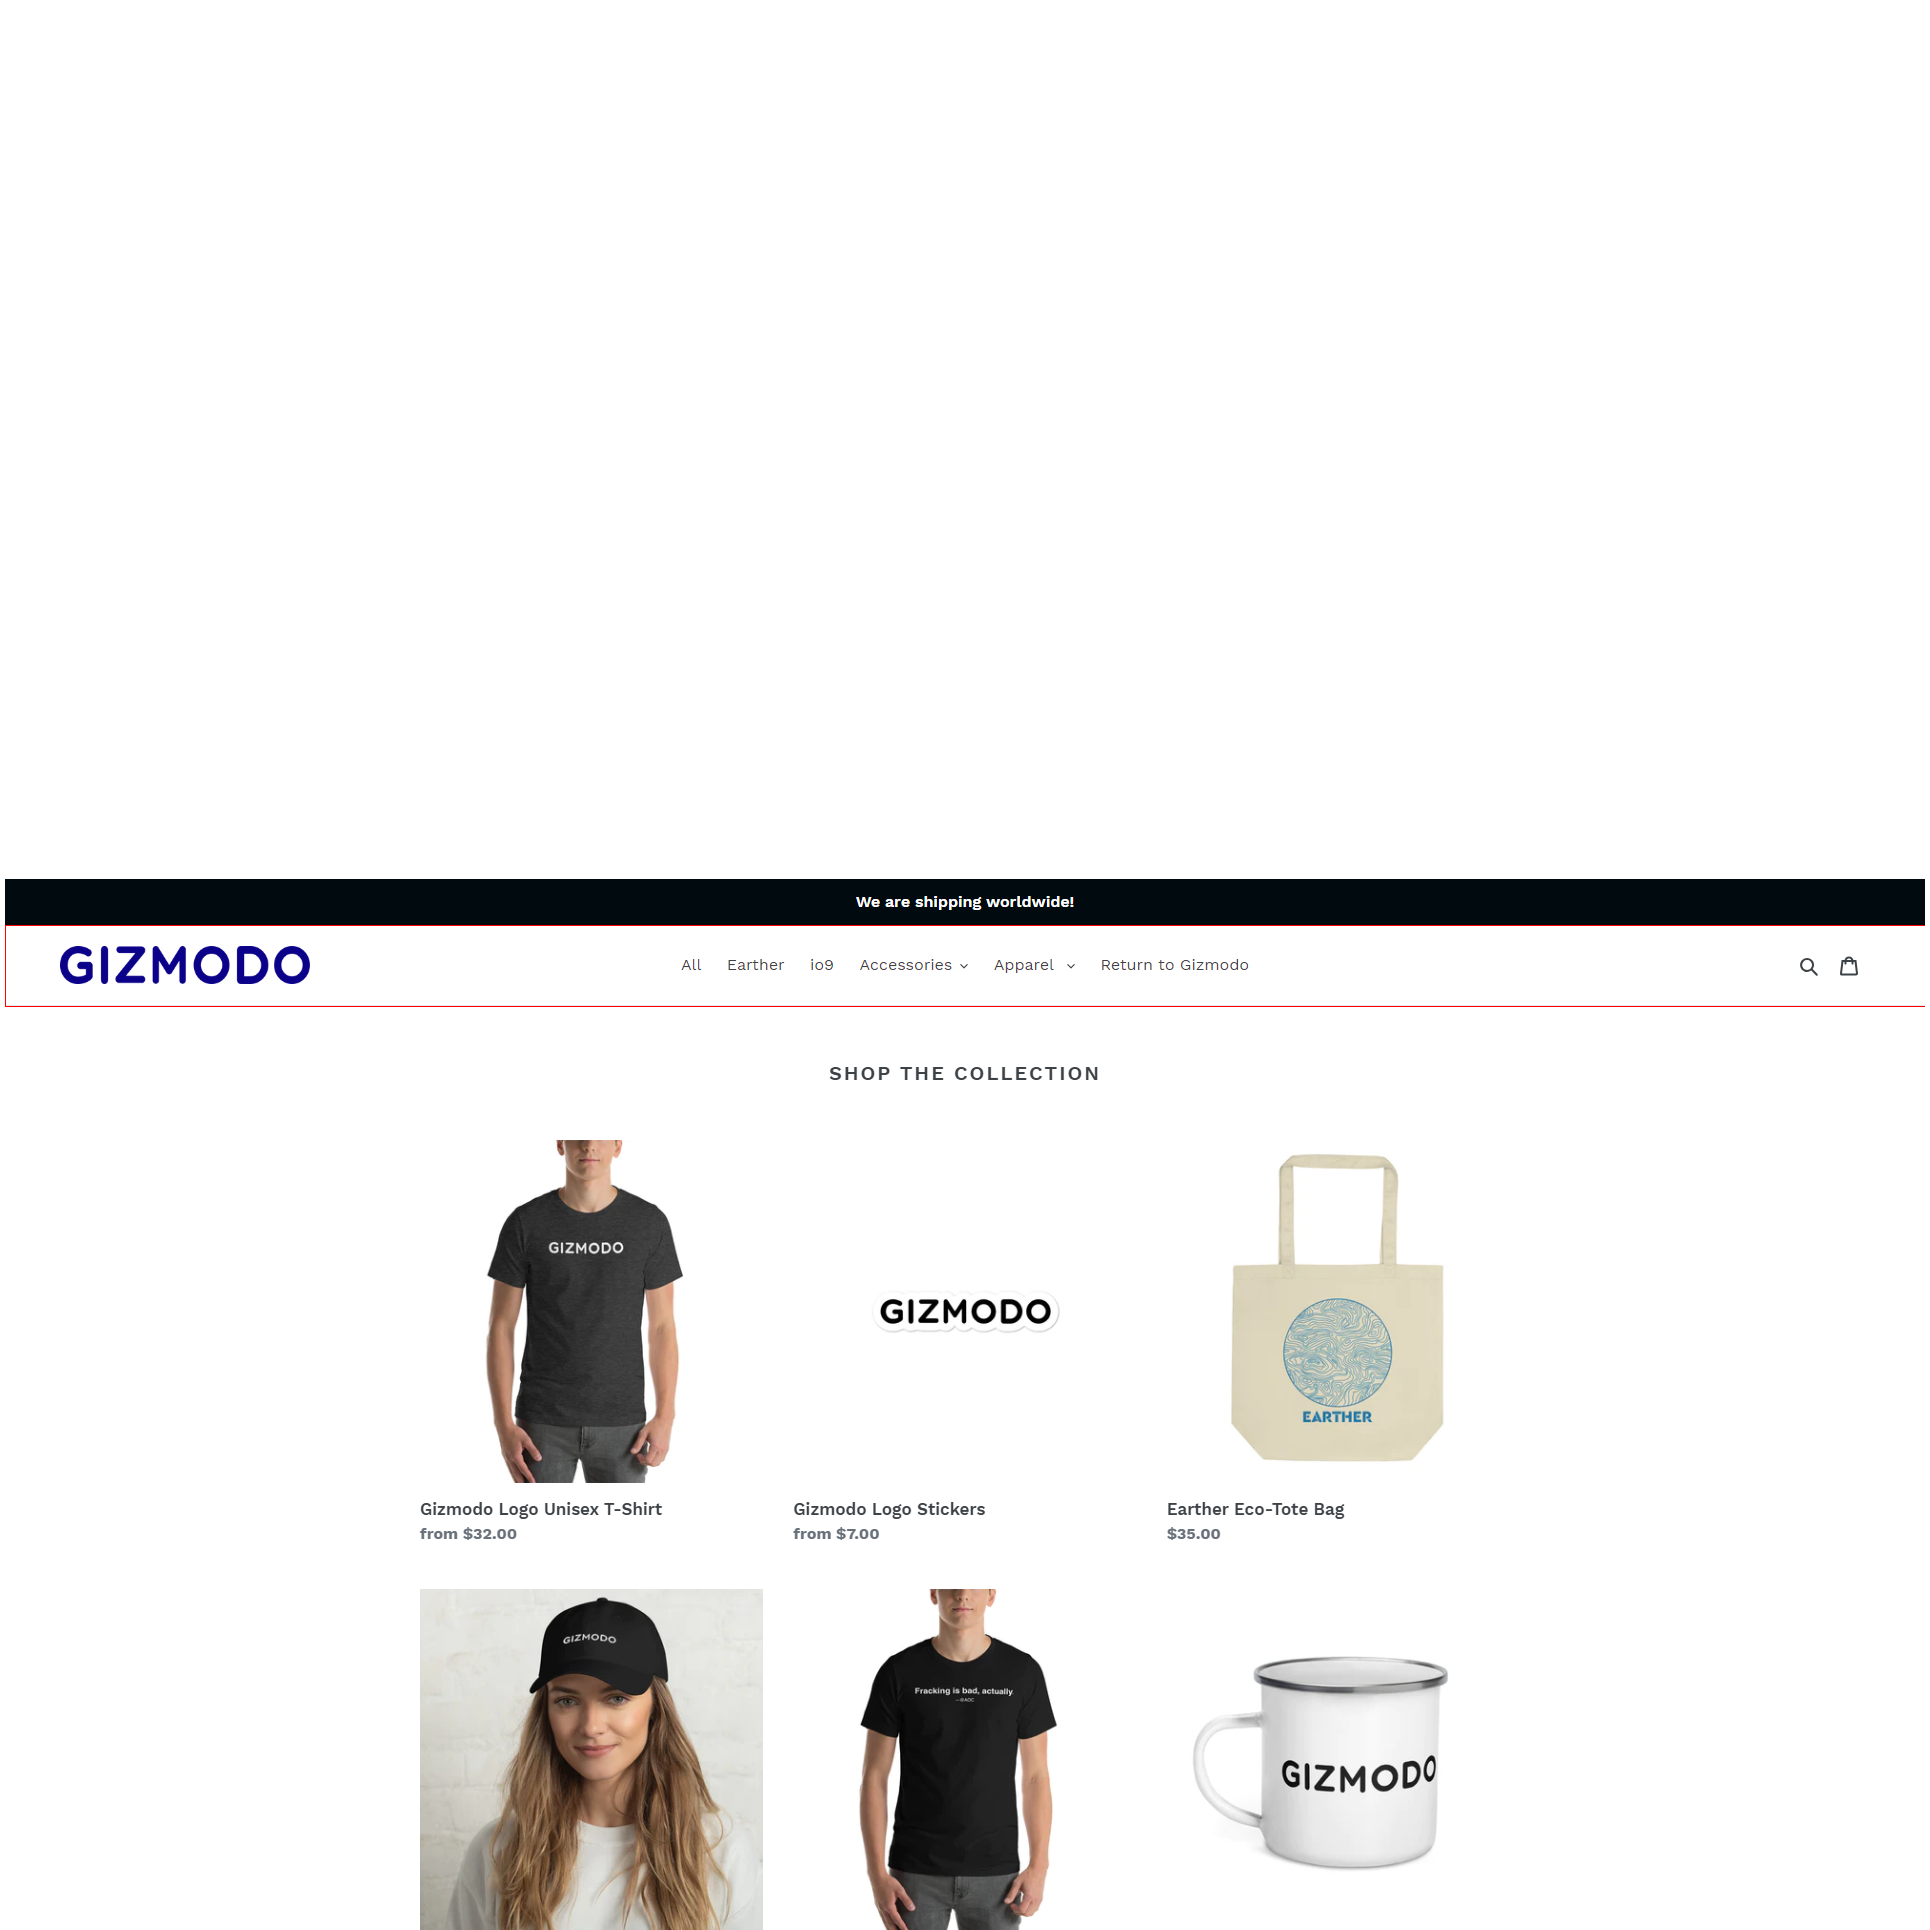 We are shipping worldwide!
GIZMODO
All Earther io9 Accessories Apparel Return to Gizmodo
SHOP THE COLLECTION
GIZMODO
GIZMODO
EARTHER
Gizmodo Logo Unisex T-Shirt
from $32.00
Gizmodo Logo Stickers
from $7.00
Earther Eco-Tote Bag
$35.00
GIZMODO
Fracking is bad, actually.
—@AOC
GIZMODO